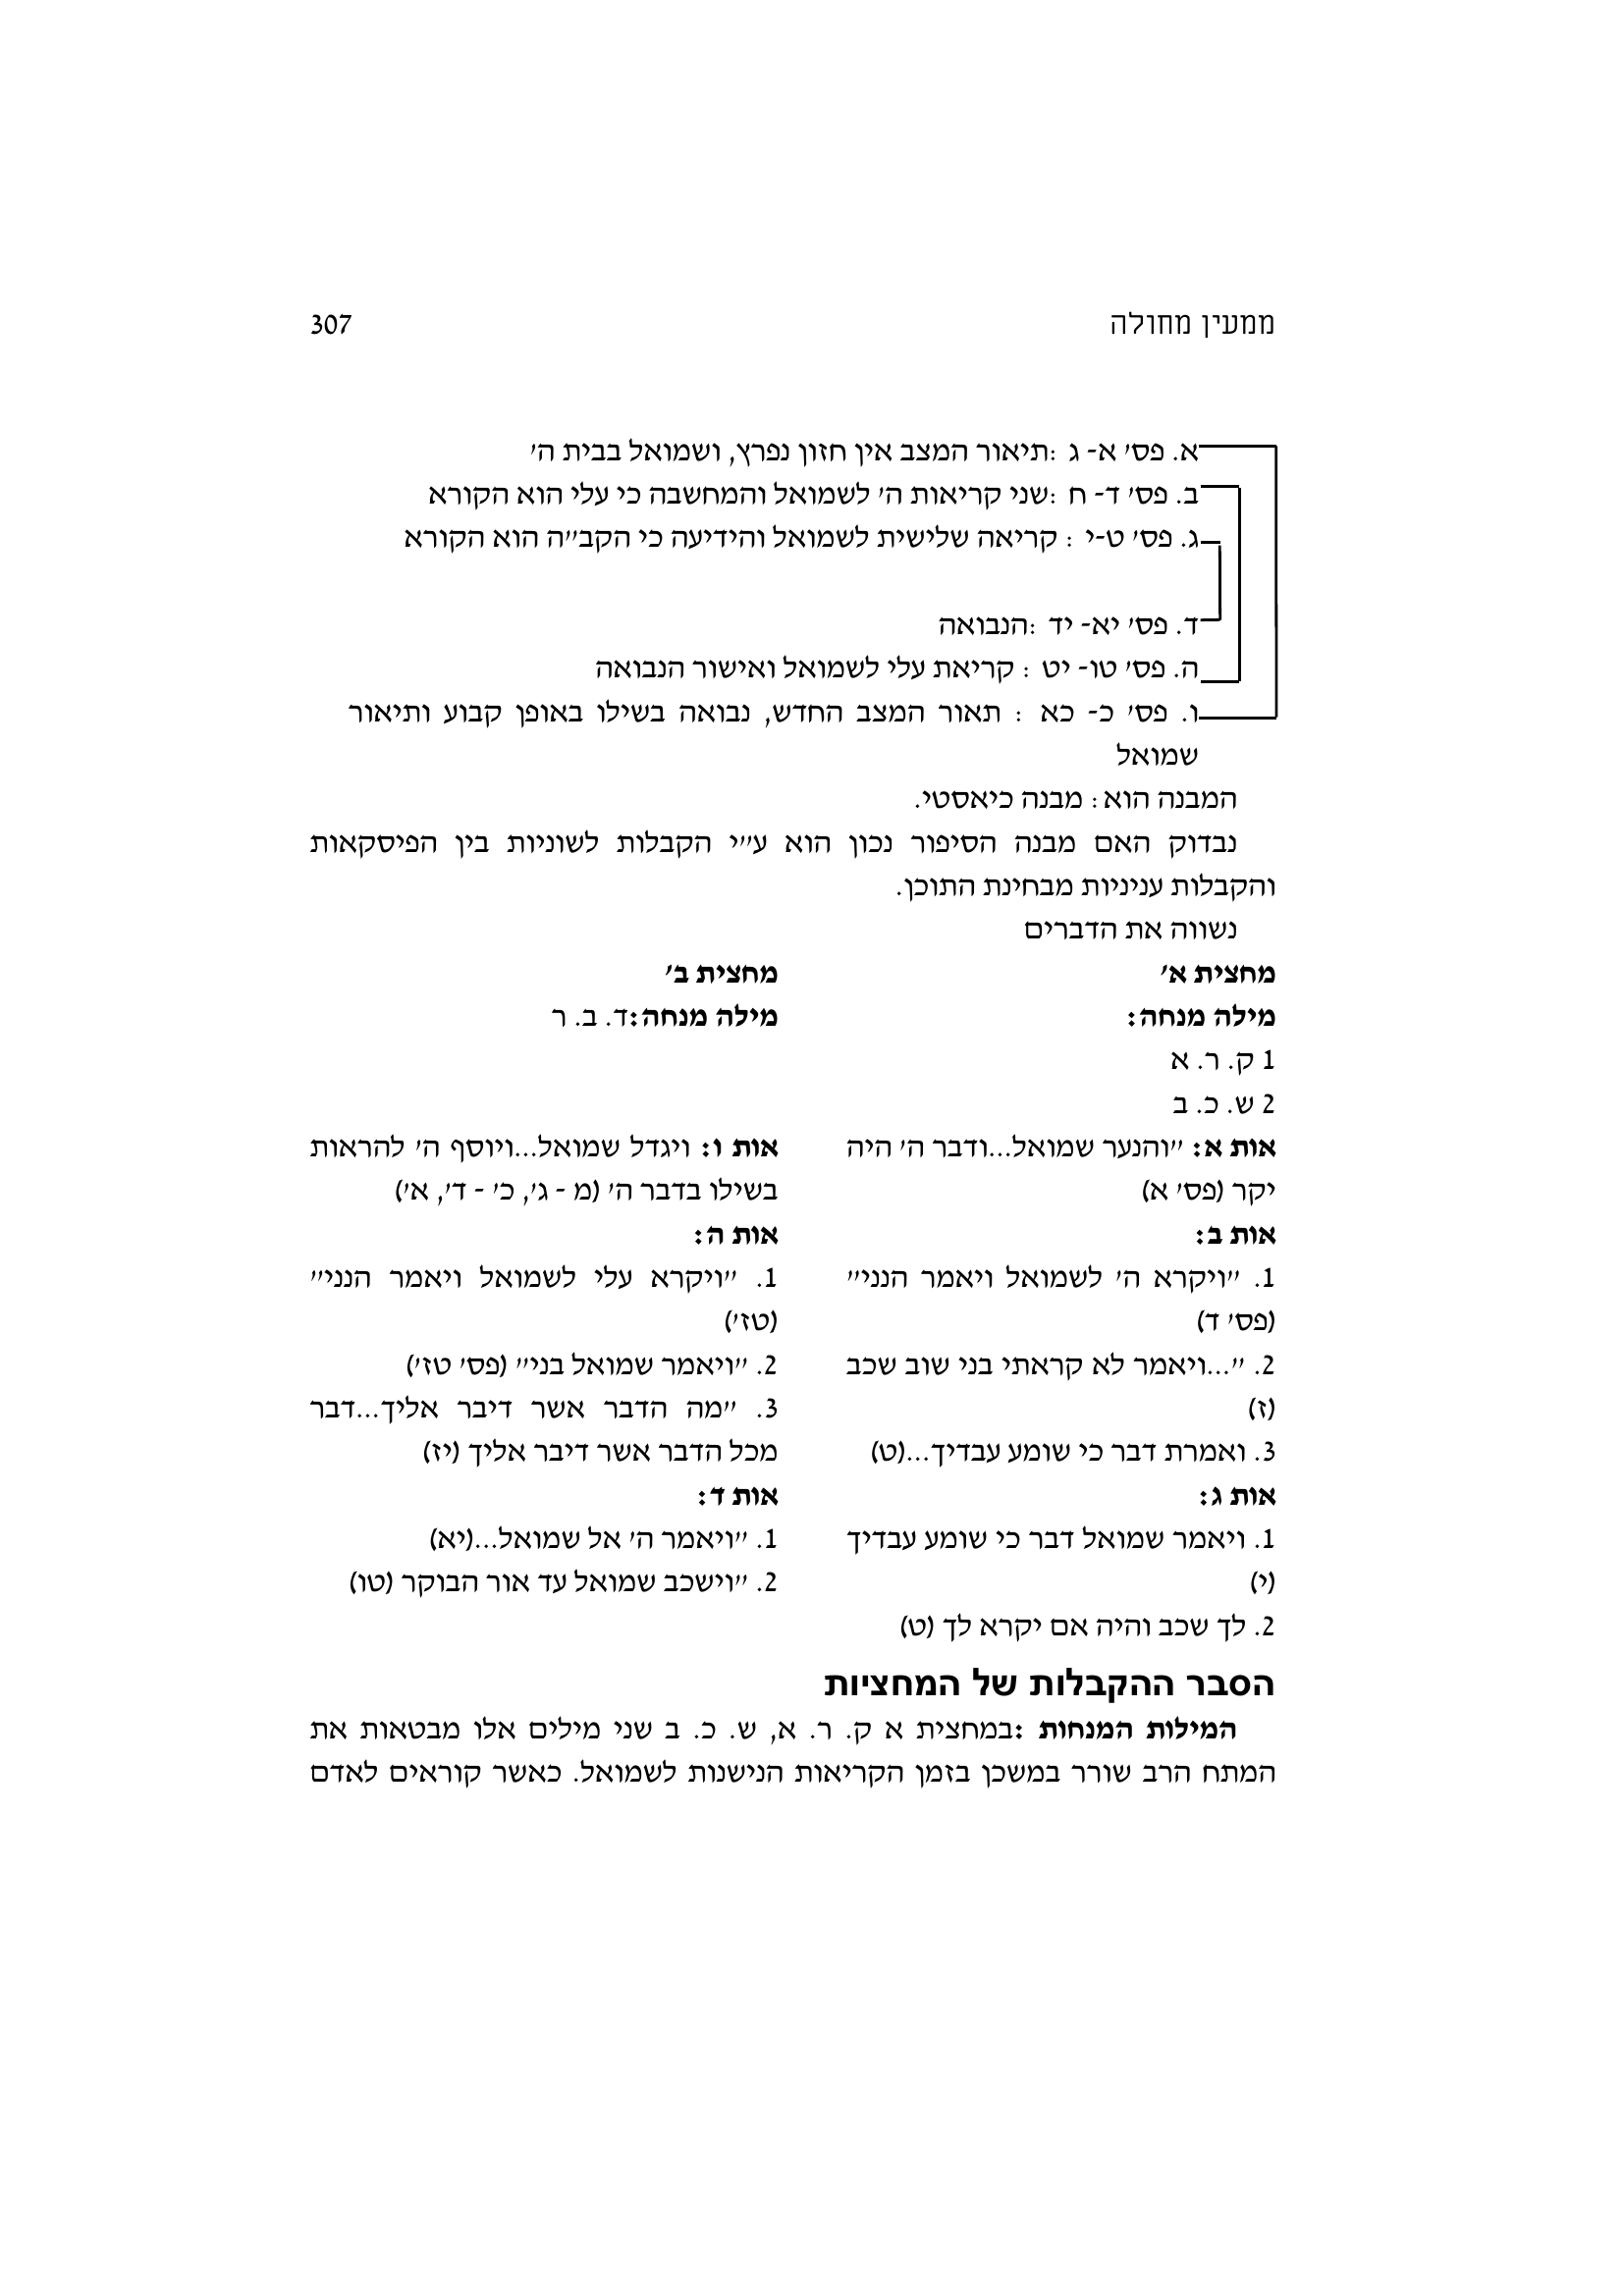 ממעין מחולה
307
א. פס' א- ג :תיאור המצב אין חזון נפרץ, ושמואל בבית ה'
ב. פס' ד- ח :שני קריאות ה' לשמואל והמחשבה כי עלי הוא הקורא
ג. פס' ט-י : קריאה שלישית לשמואל והידיעה כי הקב"ה הוא הקורא
ד. פס' יא- יד :הנבואה
ה. פס' טו- יט : קריאת עלי לשמואל ואישור הנבואה
ו. פס' כ- כא : תאור המצב החדש, נבואה בשילו באופן קבוע ותיאור
שמואל
המבנה הוא: מבנה כיאסטי.
נבדוק האם מבנה הסיפור נכון הוא ע"י הקבלות לשוניות בין הפיסקאות
והקבלות עניניות מבחינת התוכן.
נשווה את הדברים
מחצית א'
מילה מנחה:
1 ק. ר. א
2 ש. כ. ב
אות א: "והנער שמואל...ודבר ה' היה
יקר (פס' א)
אות ב:
1. "ויקרא ה' לשמואל ויאמר הנני"
(פס' ד)
2. "...ויאמר לא קראתי בני שוב שכב
(ז)
3. ואמרת דבר כי שומע עבדיך...(ט)
אות ג:
1. ויאמר שמואל דבר כי שומע עבדיך
(י)
2. לך שכב והיה אם יקרא לך (ט)
מחצית ב'
מילה מנחה:ד. ב. ר
אות ו: ויגדל שמואל...ויוסף ה' להראות
בשילו בדבר ה' (מ - ג', כ' - ד', א')
אות ה:
1. "ויקרא עלי לשמואל ויאמר הנני"
(טז')
2. "ויאמר שמואל בני" (פס' טז')
3. "מה הדבר אשר דיבר אליך...דבר
מכל הדבר אשר דיבר אליך (יז)
אות ד:
1. "ויאמר ה' אל שמואל...(יא)
2. "וישכב שמואל עד אור הבוקר (טו)
הסבר ההקבלות של המחציות
המילות המנחות :במחצית א ק. ר. א, ש. כ. ב שני מילים אלו מבטאות את
המתח הרב שורר במשכן בזמן הקריאות הנישנות לשמואל. כאשר קוראים לאדם